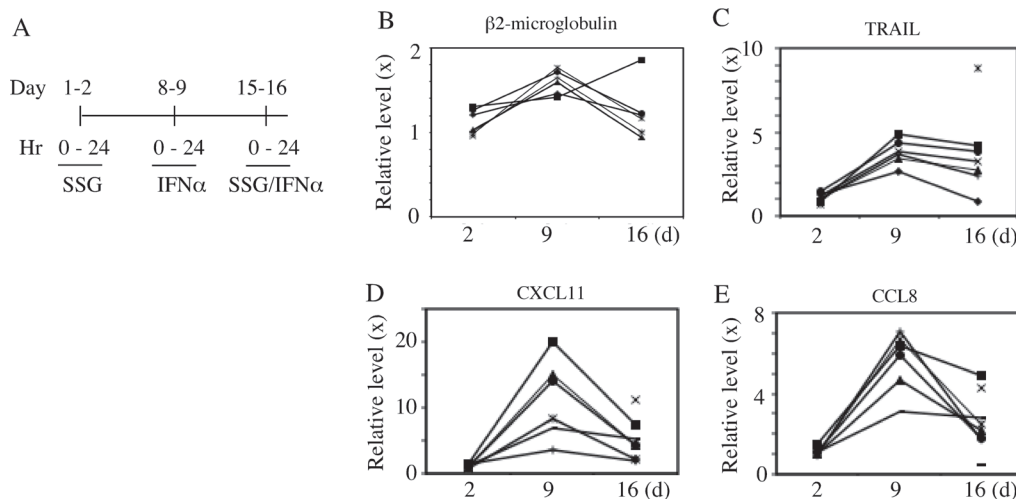 A
Day 1-2 8-9 15-16
Hr 0 - 24 0 - 24 0 - 24
SSG IFNα SSG/IFNα
B
β2-microglobulin
Relative level (x)
2
1
0
2 9 16 (d)
C
TRAIL
Relative level (x)
10
5
0
2 9 16 (d)
D
CXCL11
Relative level (x)
20
10
0
2 9 16 (d)
E
CCL8
Relative level (x)
8
4
0
2 9 16 (d)